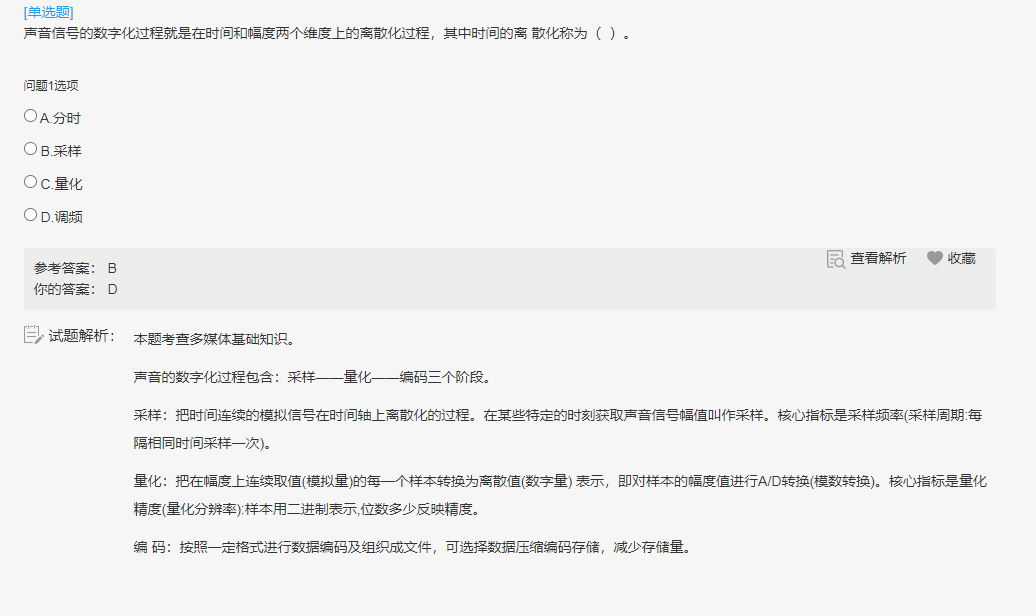 [单选题]
声音信号的数字化过程就是在时间和幅度两个维度上的离散化过程，其中时间的离 散化称为（ ）。
问题1选项
A.分时
B.采样
C.量化
D.调频
查看解析 收藏
参考答案： B
你的答案： D
试题解析： 本题考查多媒体基础知识。
声音的数字化过程包含：采样——量化——编码三个阶段。
采样：把时间连续的模拟信号在时间轴上离散化的过程。在某些特定的时刻获取声音信号幅值叫作采样。核心指标是采样频率(采样周期:每
隔相同时间采样一次)。
量化：把在幅度上连续取值(模拟量)的每一个样本转换为离散值(数字量) 表示，即对样本的幅度值进行A/D转换(模数转换)。核心指标是量化
精度(量化分辨率):样本用二进制表示,位数多少反映精度。
编 码：按照一定格式进行数据编码及组织成文件，可选择数据压缩编码存储，减少存储量。